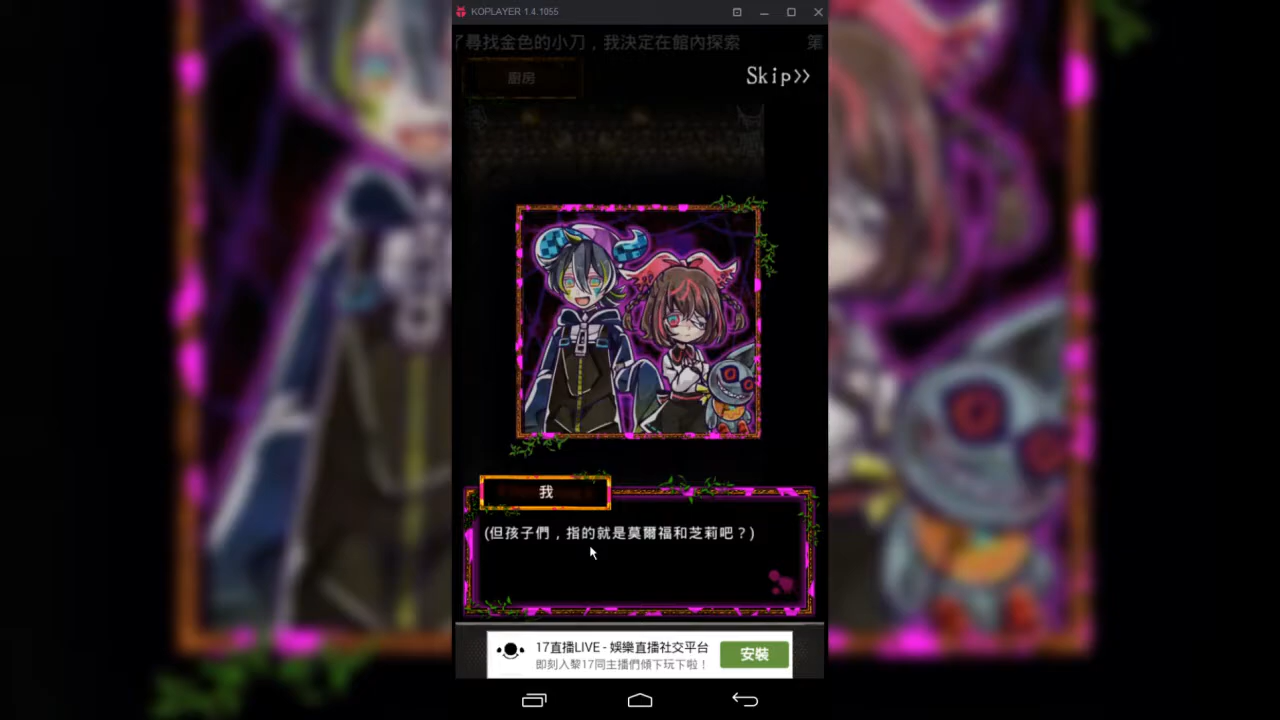 KOPLAYER 1.4.1055
了尋找金色的小刀，我決定在館內探索
第
廚房
Skip>>
我
(但孩子們，指的就是莫爾福和芝莉吧？)
17直播LIVE - 娛樂直播社交平台
即刻入黎17同主播們傾下玩下啦！
安裝